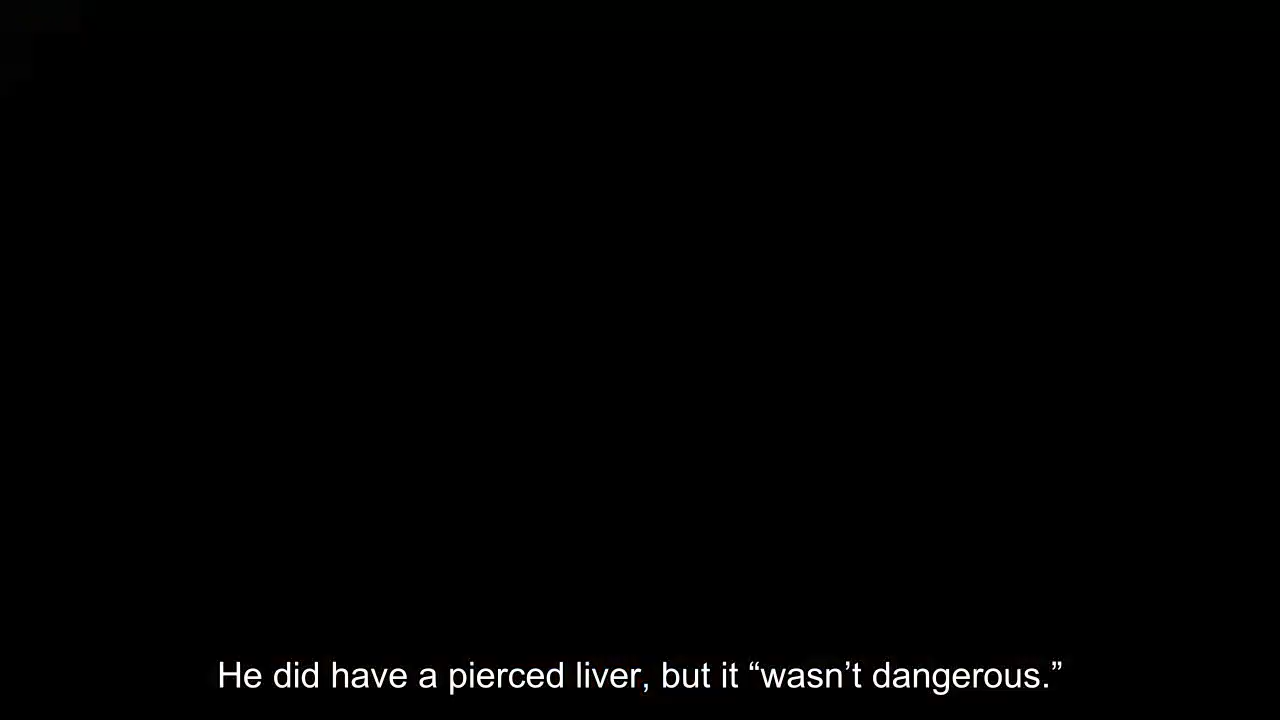 He did have a pierced liver, but it “wasn’t dangerous.”